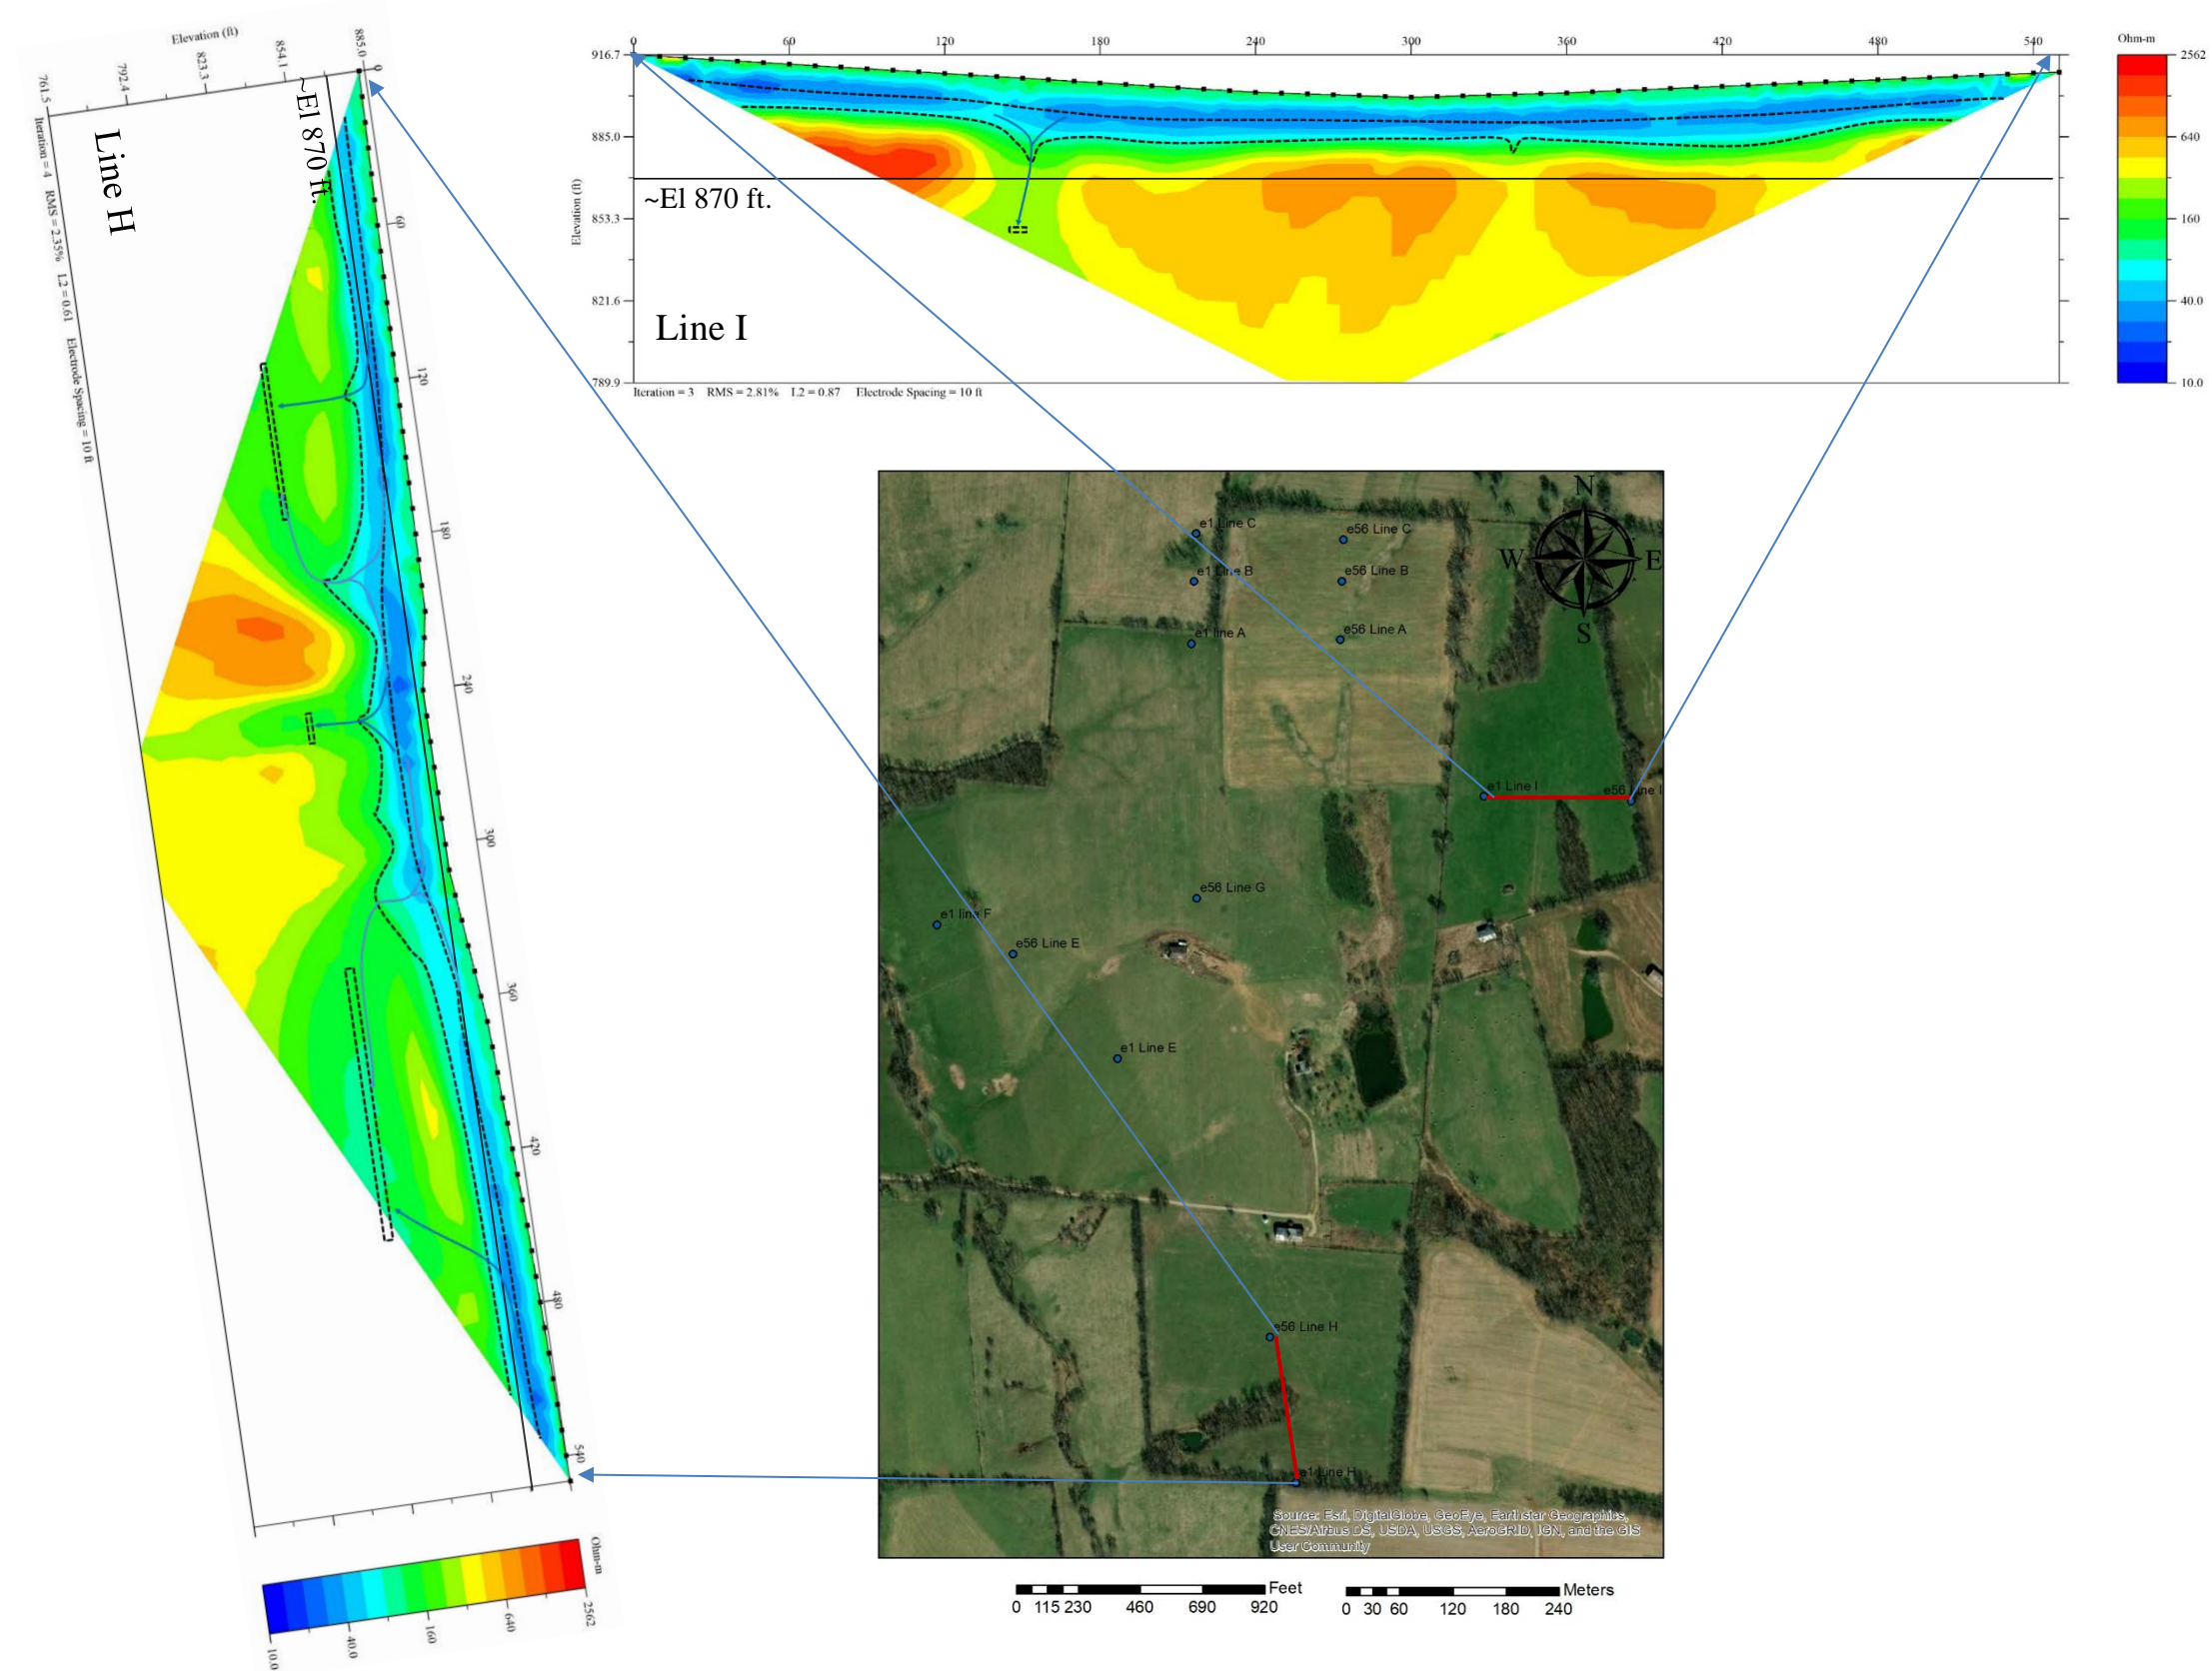 Elevation (ft)
761.5
792.4
823.3
854.1
885.0
0
60
120
180
240
300
360
420
480
540
~El 870 ft.
Line H
Iteration = 4 RMS = 2.35% L2 = 0.61 Electrode Spacing = 10 ft
Ohm-m
10.0
40.0
160
640
2562
0
60
120
180
240
300
360
420
480
540
916.7
885.0
853.3
821.6
789.9
Elevation (ft)
~El 870 ft.
Line I
Iteration = 3 RMS = 2.81% L2 = 0.87 Electrode Spacing = 10 ft
Ohm-m
2562
640
160
40.0
10.0
N
W
E
S
e1 Line C
e56 Line C
e1 Line B
e56 Line B
e1 line A
e56 Line A
e1 Line I
e56 Line I
e56 Line G
e1 line F
e56 Line E
e1 Line E
e56 Line H
e1 Line H
Source: Esri, DigitalGlobe, GeoEye, Earthstar Geographics,
CNES/Airbus DS, USDA, USGS, AeroGRID, IGN, and the GIS
User Community
Feet
0 115 230 460 690 920
Meters
0 30 60 120 180 240